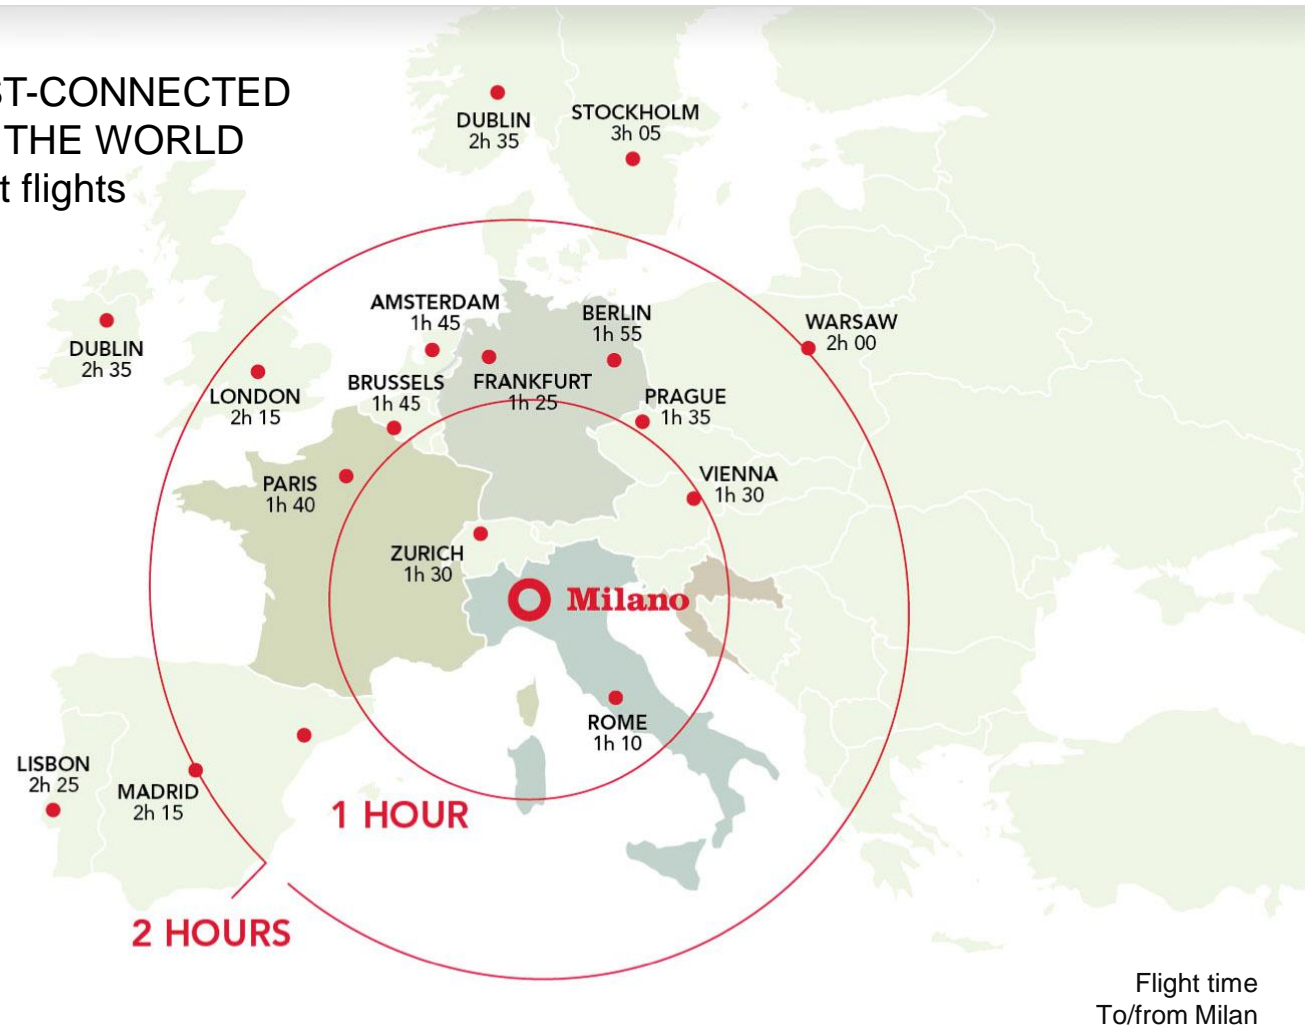 ST-CONNECTED
THE WORLD
t flights
DUBLIN
2h 35
STOCKHOLM
3h 05
AMSTERDAM
1h 45
BERLIN
1h 55
WARSAW
2h 00
DUBLIN
2h 35
LONDON
2h 15
BRUSSELS
1h 45
FRANKFURT
1h 25
PRAGUE
1h 35
PARIS
1h 40
VIENNA
1h 30
ZURICH
1h 30
Milano
ROME
1h 10
LISBON
2h 25
MADRID
2h 15
1 HOUR
2 HOURS
Flight time
To/from Milan